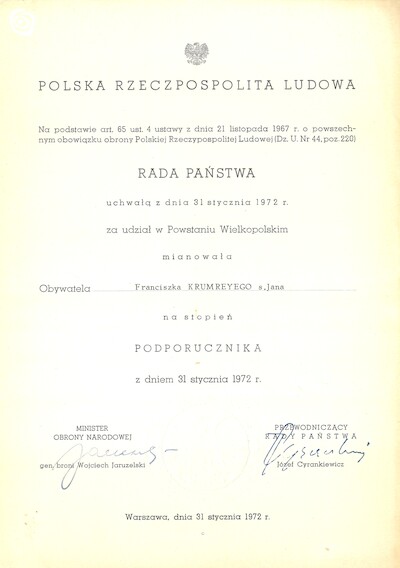 POLSKA RZECZPOSPOLITA LUDOWA
Na podstawie art. 65 ust. 4 ustawy z dnia 21 listopada 1967 r. o powszech-
nym obowiązku obrony Polskiej Rzeczypospolitej Ludowej (Dz. U. Nr 44, poz. 220)
RADA PAŃSTWA
uchwałą z dnia 31 stycznia 1972 r.
za udział w Powstaniu Wielkopolskim
mianowała
Obywatela Franciszka KRUMREYEGO s. Jana
na stopień
PODPORUCZNIKA
z dniem 31 stycznia 1972 r.
MINISTER
OBRONY NARODOWEJ
gen. broni Wojciech Jaruzelski
PRZEWODNICZĄCY
RADY PAŃSTWA
Józef Cyrankiewicz
Warszawa, dnia 31 stycznia 1972 r.